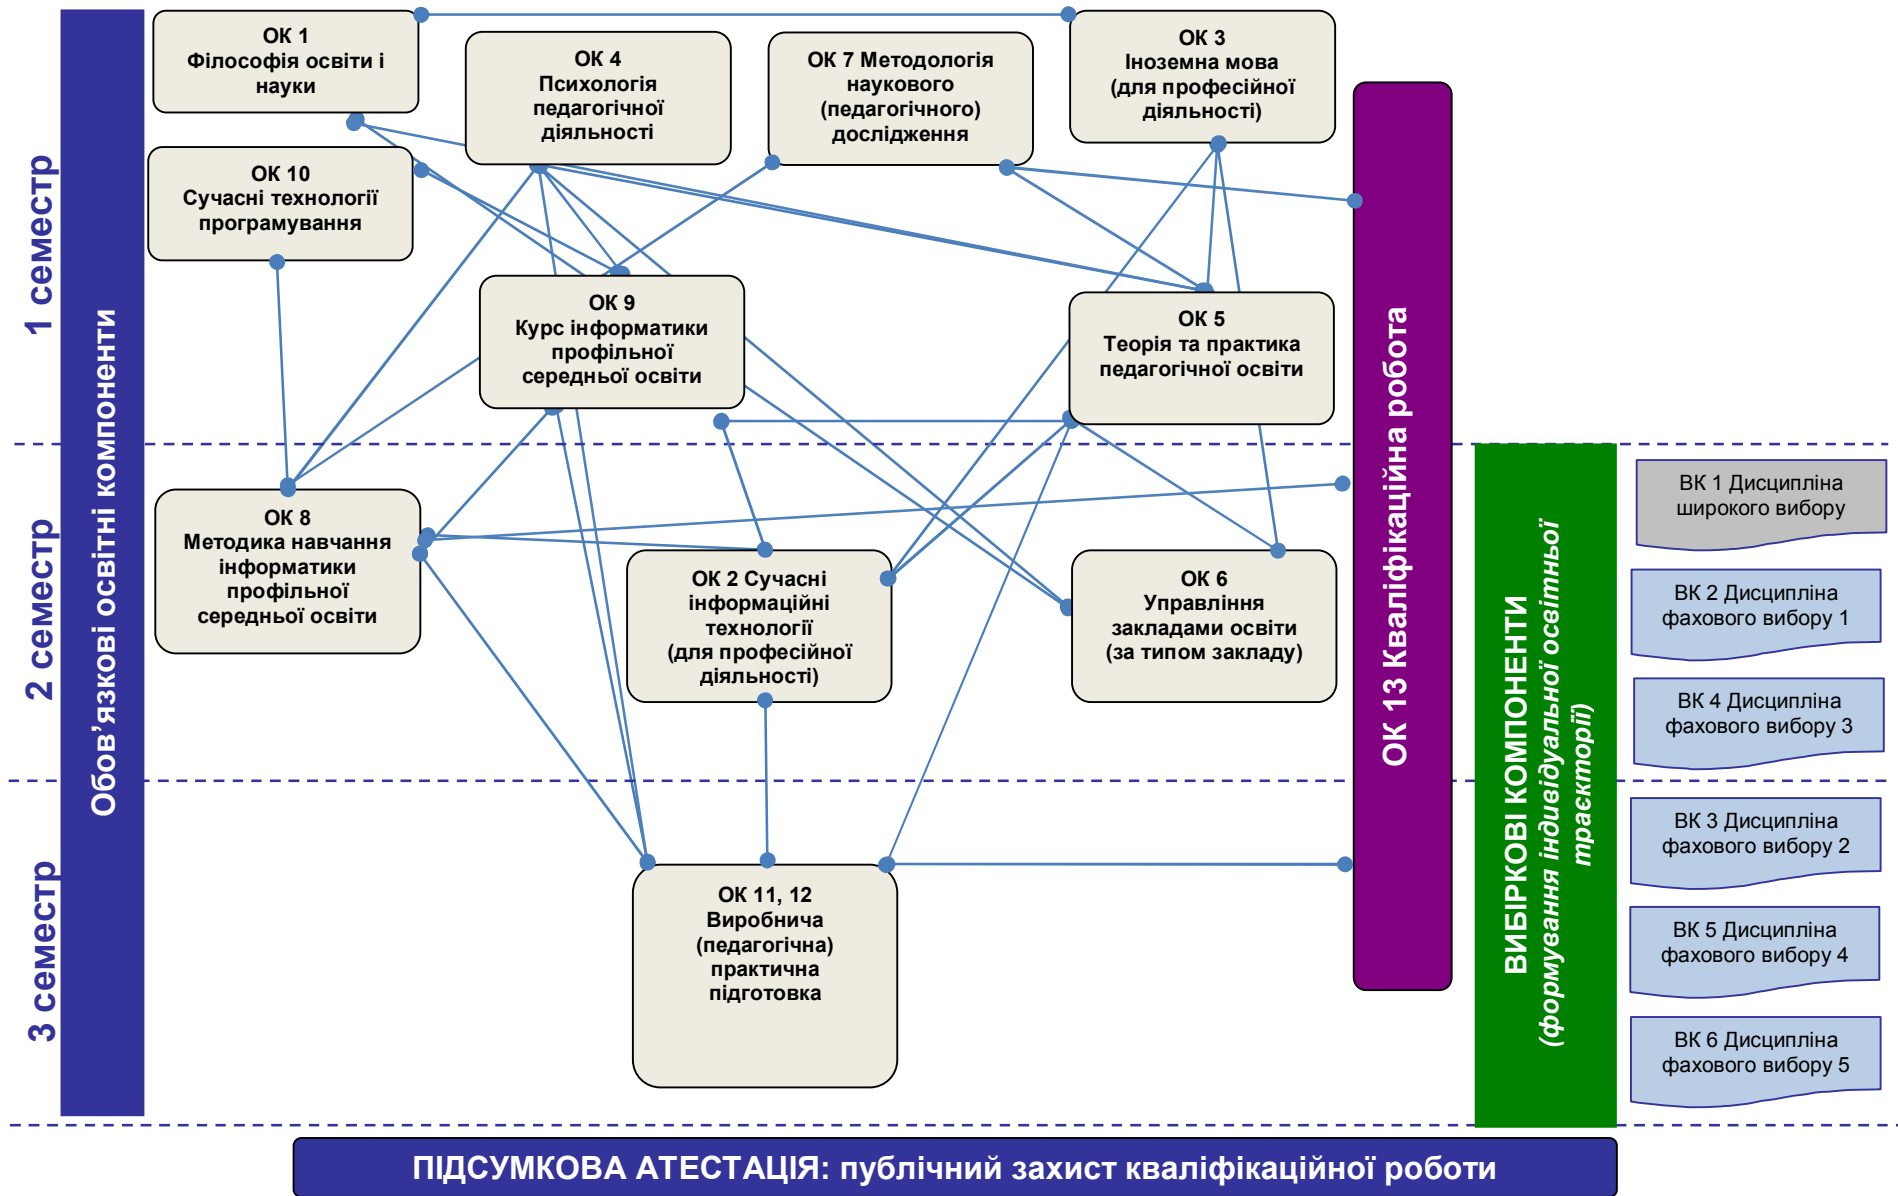 Обов’язкові освітні компоненти
1 семестр
ОК 1
Філософія освіти і
науки
ОК 4
Психологія
педагогічної
діяльності
ОК 7 Методологія
наукового
(педагогічного)
дослідження
ОК 3
Іноземна мова
(для професійної
діяльності)
ОК 10
Сучасні технології
програмування
ОК 9
Курс інформатики
профільної
середньої освіти
ОК 5
Теорія та практика
педагогічної освіти
ОК 13 Кваліфікаційна робота
2 семестр
ОК 8
Методика навчання
інформатики
профільної
середньої освіти
ОК 2 Сучасні
інформаційні
технології
(для професійної
діяльності)
ОК 6
Управління
закладами освіти
(за типом закладу)
ВИБІРКОВІ КОМПОНЕНТИ
(формування індивідуальної освітньої
траєкторії)
ВК 1 Дисципліна
широкого вибору
ВК 2 Дисципліна
фахового вибору 1
ВК 4 Дисципліна
фахового вибору 3
3 семестр
ОК 11, 12
Виробнича
(педагогічна)
практична
підготовка
ВК 3 Дисципліна
фахового вибору 2
ВК 5 Дисципліна
фахового вибору 4
ВК 6 Дисципліна
фахового вибору 5
ПІДСУМКОВА АТЕСТАЦІЯ: публічний захист кваліфікаційної роботи